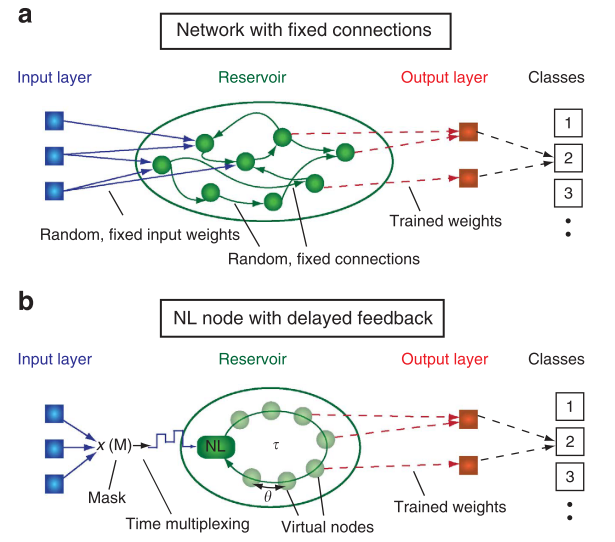 a
Network with fixed connections
Input layer
Reservoir
Output layer
Classes
1
2
3
Random, fixed input weights
Trained weights
Random, fixed connections
b
NL node with delayed feedback
Input layer
Reservoir
Output layer
Classes
1
x (M)
NL
τ
2
3
θ
Mask
Trained weights
Time multiplexing
Virtual nodes